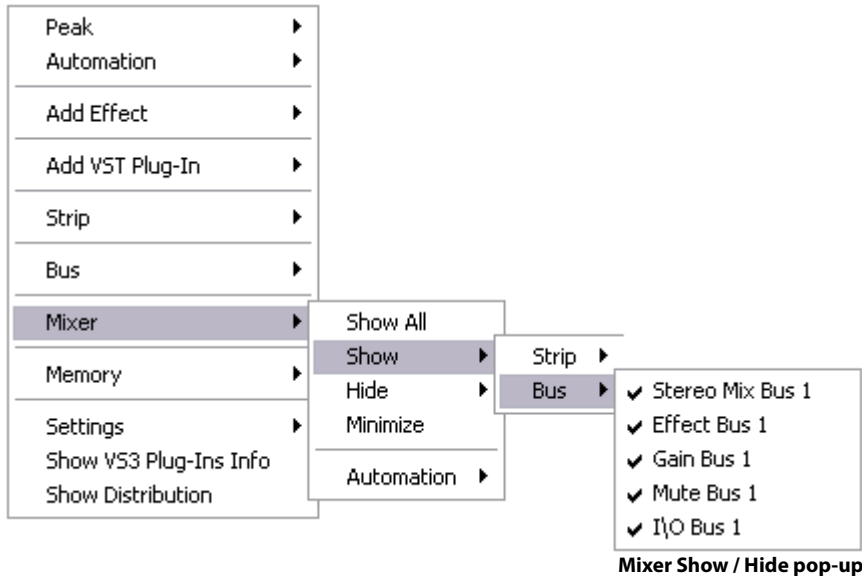 Peak
Automation
Add Effect
Add VST Plug-In
Strip
Bus
Mixer
Memory
Settings
Show VS3 Plug-Ins Info
Show Distribution
Show All
Show
Hide
Minimize
Automation
Strip
Bus
Stereo Mix Bus 1
Effect Bus 1
Gain Bus 1
Mute Bus 1
I\O Bus 1
Mixer Show / Hide pop-up